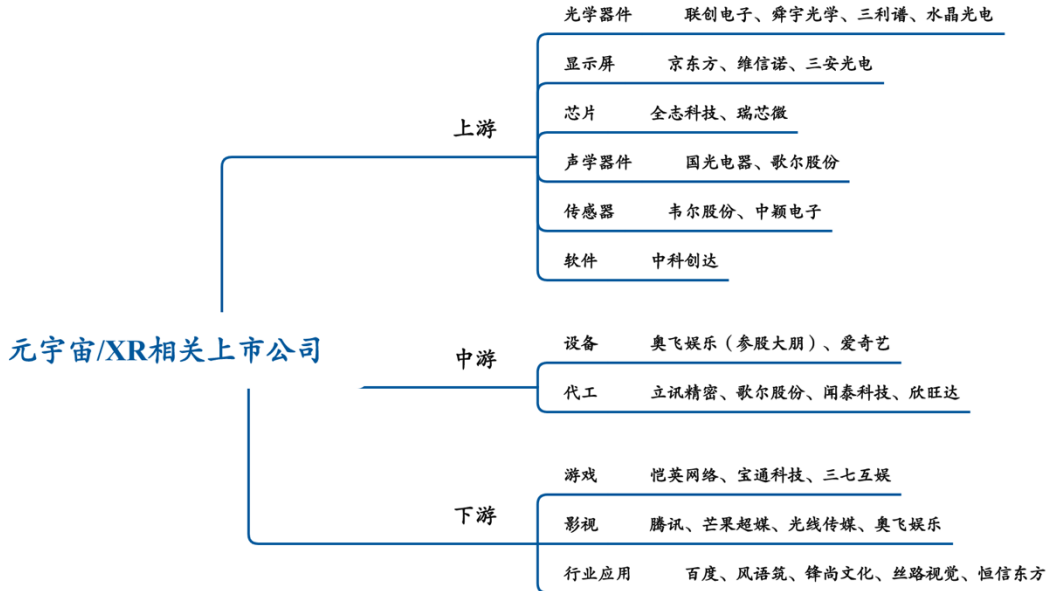 元宇宙/XR相关上市公司
上游
光学器件 联创电子、舜宇光学、三利谱、水晶光电
显示屏 京东方、维信诺、三安光电
芯片 全志科技、瑞芯微
声学器件 国光电器、歌尔股份
传感器 韦尔股份、中颖电子
软件 中科创达
中游
设备 奥飞娱乐（参股大朋）、爱奇艺
代工 立讯精密、歌尔股份、闻泰科技、欣旺达
下游
游戏 恺英网络、宝通科技、三七互娱
影视 腾讯、芒果超媒、光线传媒、奥飞娱乐
行业应用 百度、风语筑、锋尚文化、丝路视觉、恒信东方